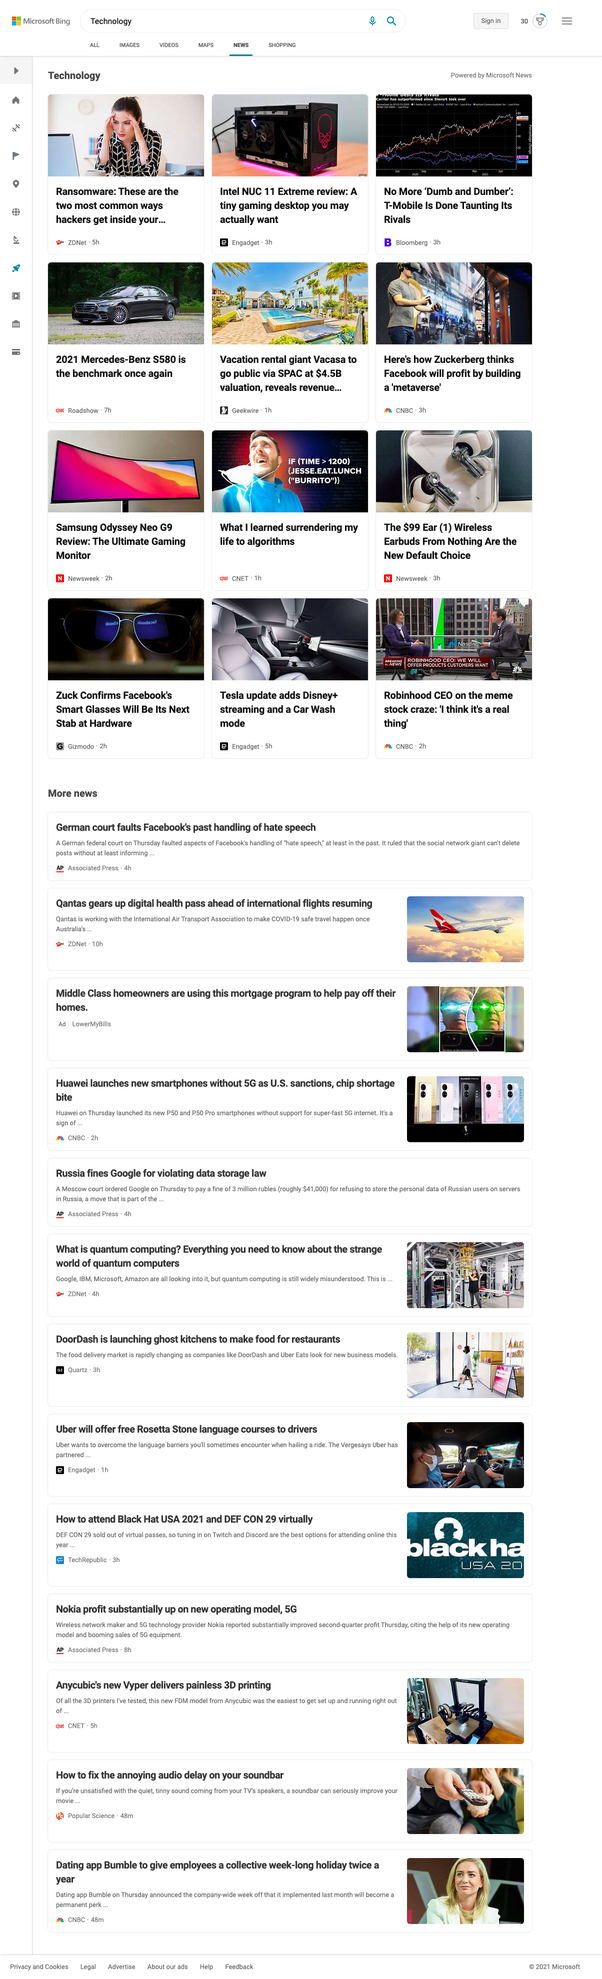 Microsoft Bing
Technology
Sign in
30
ALL
IMAGES
VIDEOS
MAPS
NEWS
SHOPPING
Technology
Powered by Microsoft News
Ransomware: These are the
two most common ways
hackers get inside your...
ZDNet · 5h
Intel NUC 11 Extreme review: A
tiny gaming desktop you may
actually want
Engadget · 3h
No More ‘Dumb and Dumber’:
T-Mobile Is Done Taunting Its
Rivals
Bloomberg · 3h
2021 Mercedes-Benz S580 is
the benchmark once again
Roadshow · 7h
Vacation rental giant Vacasa to
go public via SPAC at $4.5B
valuation, reveals revenue...
Geekwire · 1h
Here's how Zuckerberg thinks
Facebook will profit by building
a 'metaverse'
CNBC · 3h
IF (TIME > 1200)
(JESSE.EAT.LUNCH
("BURRITO"))
Samsung Odyssey Neo G9
Review: The Ultimate Gaming
Monitor
Newsweek · 2h
What I learned surrendering my
life to algorithms
CNET · 1h
The $99 Ear (1) Wireless
Earbuds From Nothing Are the
New Default Choice
Newsweek · 3h
ROBINHOOD CEO: WE WILL
OFFER PRODUCTS CUSTOMERS WANT
Zuck Confirms Facebook's
Smart Glasses Will Be Its Next
Stab at Hardware
Gizmodo · 2h
Tesla update adds Disney+
streaming and a Car Wash
mode
Engadget · 5h
Robinhood CEO on the meme
stock craze: 'I think it's a real
thing'
CNBC · 2h
More news
German court faults Facebook's past handling of hate speech
A German federal court on Thursday faulted aspects of Facebook's handling of "hate speech," at least in the past. It ruled that the social network giant can't delete
posts without at least informing ...
AP Associated Press · 4h
Qantas gears up digital health pass ahead of international flights resuming
Qantas is working with the International Air Transport Association to make COVID-19 safe travel happen once
Australia's ...
ZDNet · 10h
Middle Class homeowners are using this mortgage program to help pay off their
homes.
Ad LowerMyBills
Huawei launches new smartphones without 5G as U.S. sanctions, chip shortage
bite
Huawei on Thursday launched its new P50 and P50 Pro smartphones without support for super-fast 5G internet. It's a
sign of ...
CNBC · 2h
Russia fines Google for violating data storage law
A Moscow court ordered Google on Thursday to pay a fine of 3 million rubles (roughly $41,000) for refusing to store the personal data of Russian users on servers
in Russia, a move that is part of the ...
AP Associated Press · 4h
What is quantum computing? Everything you need to know about the strange
world of quantum computers
Google, IBM, Microsoft, Amazon are all looking into it, but quantum computing is still widely misunderstood. This is ...
ZDNet · 4h
DoorDash is launching ghost kitchens to make food for restaurants
The food delivery market is rapidly changing as companies like DoorDash and Uber Eats look for new business models.
Quartz · 3h
Uber will offer free Rosetta Stone language courses to drivers
Uber wants to overcome the language barriers you'll sometimes encounter when hailing a ride. The Vergesays Uber has
partnered ...
Engadget · 1h
How to attend Black Hat USA 2021 and DEF CON 29 virtually
DEF CON 29 sold out of virtual passes, so tuning in on Twitch and Discord are the best options for attending online this
year ...
TechRepublic · 3h
black ha
USA 20
Nokia profit substantially up on new operating model, 5G
Wireless network maker and 5G technology provider Nokia reported substantially improved second-quarter profit Thursday, citing the help of its new operating
model and booming sales of 5G equipment.
AP Associated Press · 8h
Anycubic's new Vyper delivers painless 3D printing
Of all the 3D printers I've tested, this new FDM model from Anycubic was the easiest to get set up and running right out
of ...
CNET · 5h
How to fix the annoying audio delay on your soundbar
If you're unsatisfied with the quiet, tinny sound coming from your TV's speakers, a soundbar can seriously improve your
movie ...
Popular Science · 48m
Dating app Bumble to give employees a collective week-long holiday twice a
year
Dating app Bumble on Thursday announced the company-wide week off that it implemented last month will become a
permanent perk ...
CNBC · 48m
Privacy and Cookies
Legal
Advertise
About our ads
Help
Feedback
© 2021 Microsoft